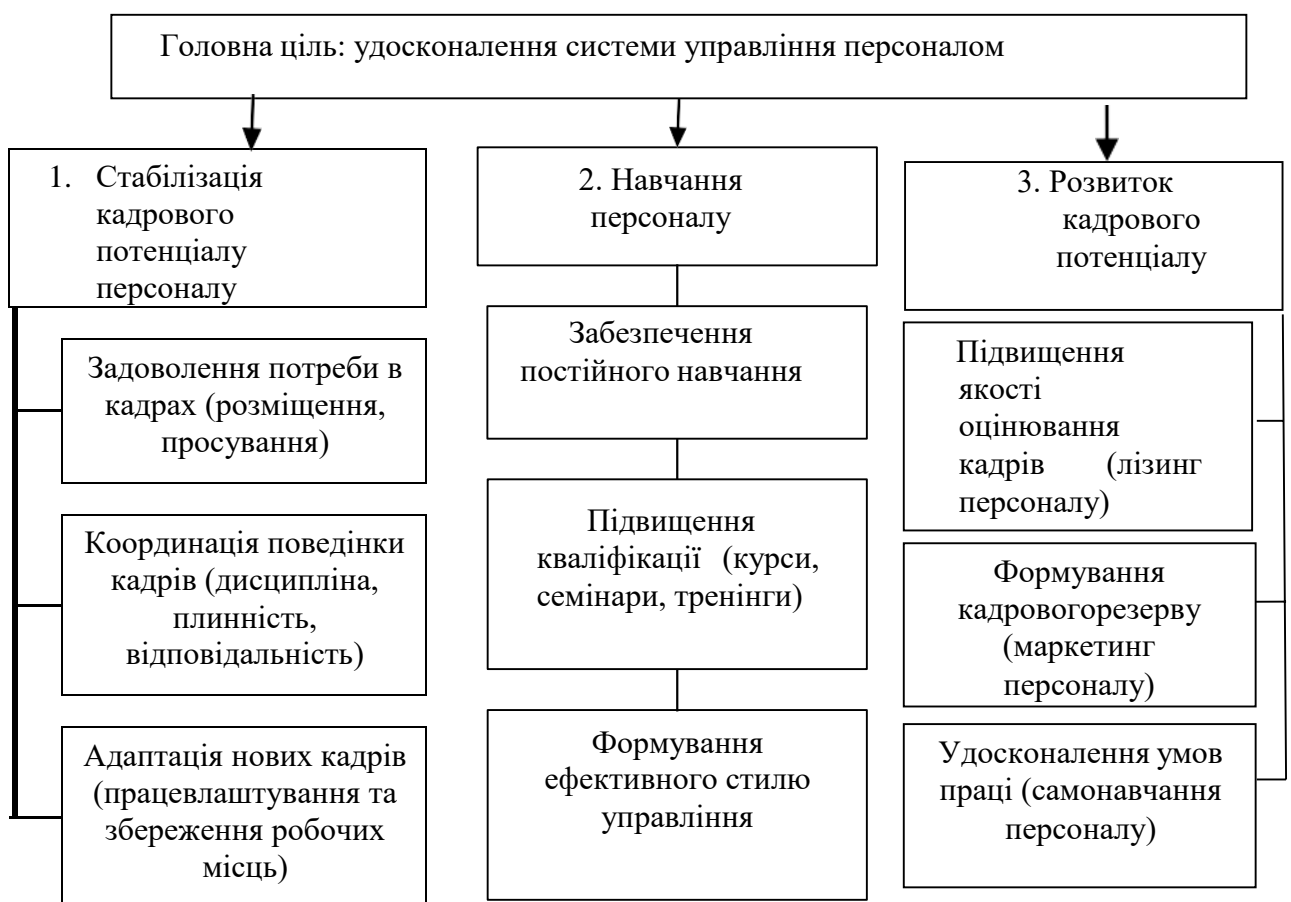 Головна ціль: удосконалення системи управління персоналом
1. Стабілізація
кадрового
потенціалу
персоналу
Задоволення потреби в
кадрах (розміщення,
просування)
Координація поведінки
кадрів (дисципліна,
плинність,
відповідальність)
Адаптація нових кадрів
(працевлаштування та
збереження робочих
місць)
2. Навчання
персоналу
Забезпечення
постійного навчання
Підвищення
кваліфікації (курси,
семінари, тренінги)
Формування
ефективного стилю
управління
3. Розвиток
кадрового
потенціалу
Підвищення
якості
оцінювання
кадрів (лізинг
персоналу)
Формування
кадровогорезерву
(маркетинг
персоналу)
Удосконалення умов
праці (самонавчання
персоналу)